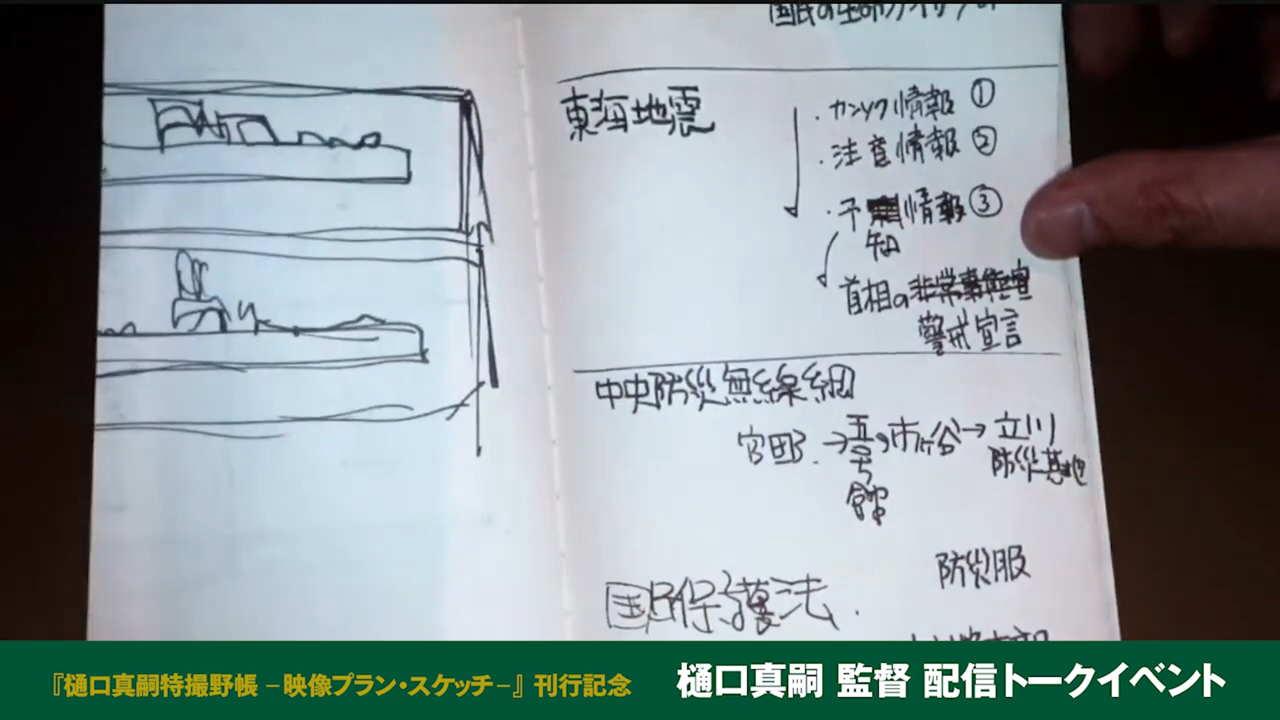 国民の生命
東海地震
・カンソク情報 ①
・注意情報 ②
・予 情報 ③
知
首相の非常事態宣
警戒宣言
中央防災無線網
官邸 → 五号館 市ヶ谷 → 立川
防災基地
防災服
国民保護法.
『樋口真嗣特撮野帳 -映像プラン・スケッチ-』 刊行記念
樋口真嗣 監督 配信トークイベント